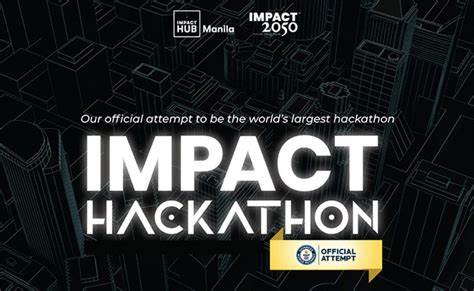 IMPACT
HUB Manila
IMPACT
2050
Our official attempt to be the world's largest hackathon
IMPACT
HACKATHON
OFFICIAL
ATTEMPT